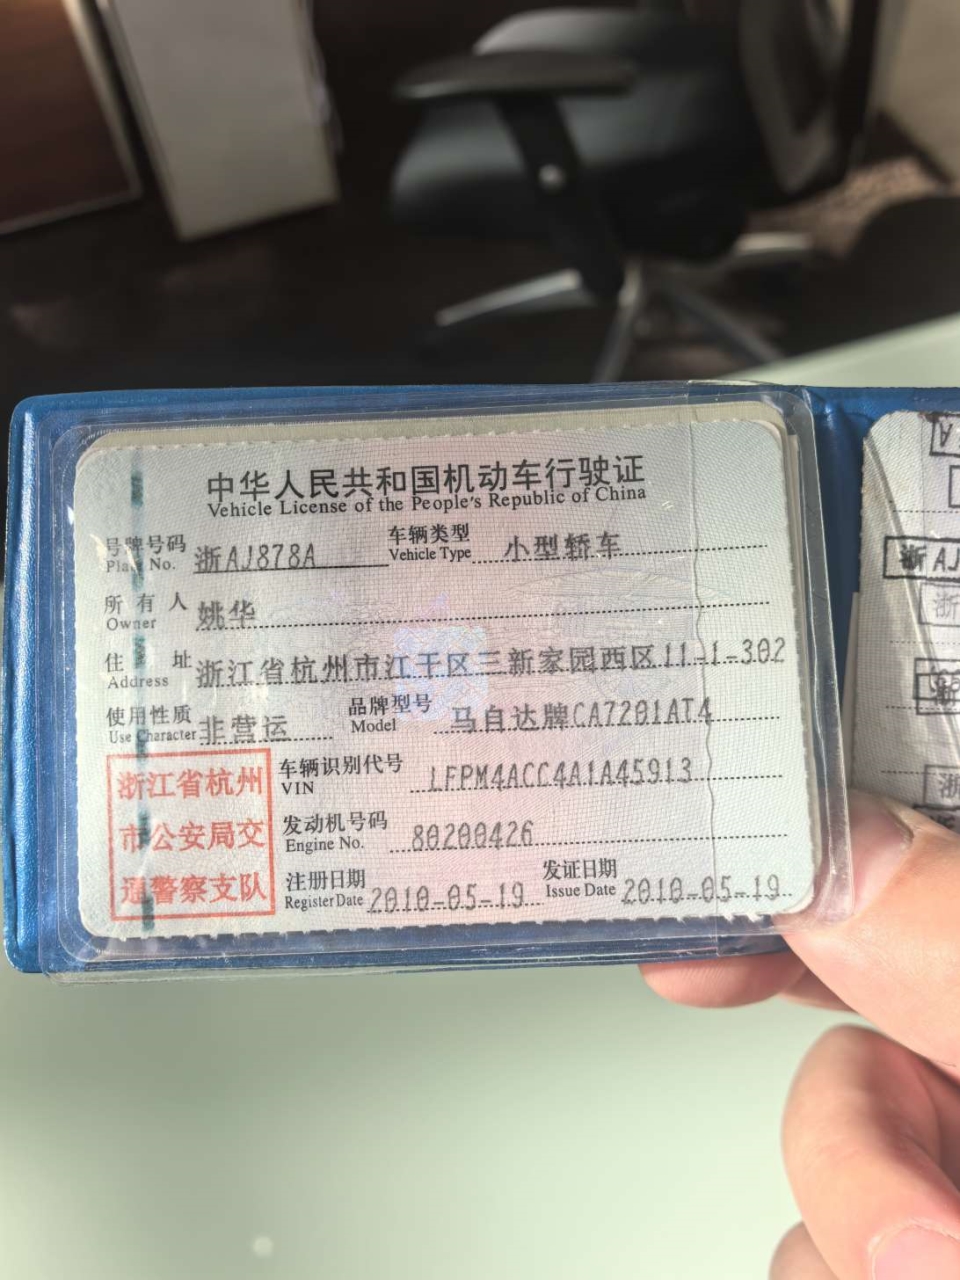 中华人民共和国机动车行驶证
Vehicle License of the People's Republic of China
号牌号码 浙AJ878A 车辆类型 小型轿车
Plate No. Vehicle Type
所有人 姚华
Owner
住址 浙江省杭州市江干区三新家园西区11-1-302
Address
使用性质 非营运 品牌型号 马自达牌CA7201AT4
Use Character Model
浙江省杭州
市公安局交
通警察支队
车辆识别代号 LFPM4ACC4A1A45913
VIN
发动机号码 80200426
Engine No.
注册日期 2010-05-19 发证日期 2010-05-19
Register Date Issue Date
浙AJ
浙
浙